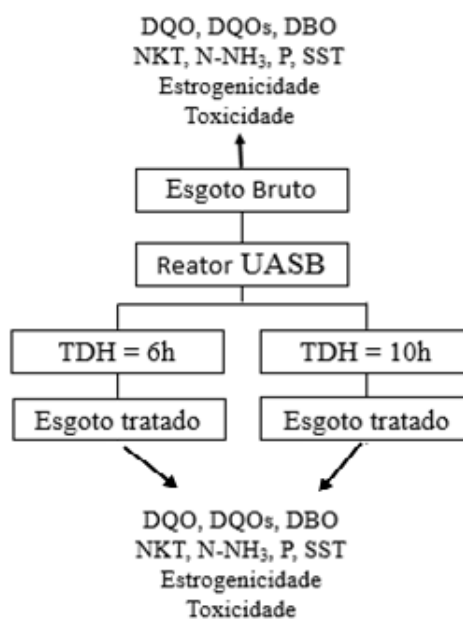 DQO, DQOs, DBO
NKT, N-NH₃, P, SST
Estrogenicidade
Toxicidade
Esgoto Bruto
Reator UASB
TDH = 6h
TDH = 10h
Esgoto tratado
Esgoto tratado
DQO, DQOs, DBO
NKT, N-NH₃, P, SST
Estrogenicidade
Toxicidade